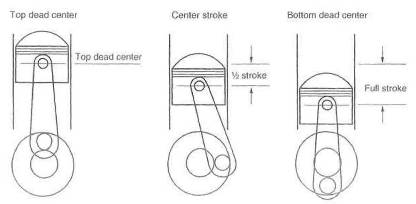 Top dead center
Center stroke
Bottom dead center
Top dead center
½ stroke
Full stroke